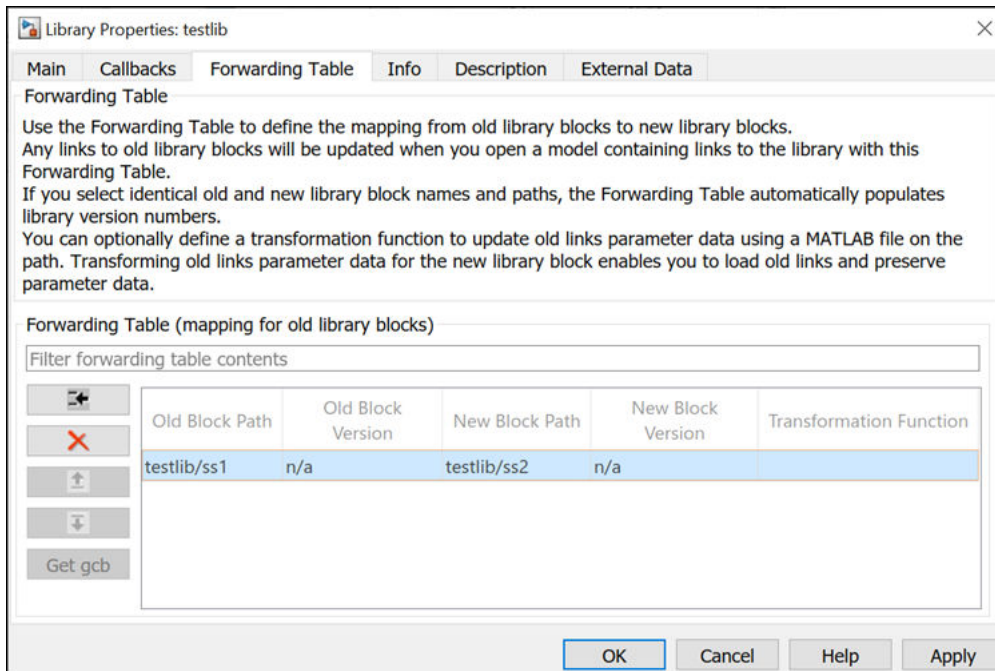 Library Properties: testlib
Main Callbacks Forwarding Table Info Description External Data
Forwarding Table
Use the Forwarding Table to define the mapping from old library blocks to new library blocks.
Any links to old library blocks will be updated when you open a model containing links to the library with this
Forwarding Table.
If you select identical old and new library block names and paths, the Forwarding Table automatically populates
library version numbers.
You can optionally define a transformation function to update old links parameter data using a MATLAB file on the
path. Transforming old links parameter data for the new library block enables you to load old links and preserve
parameter data.
Forwarding Table (mapping for old library blocks)
Filter forwarding table contents
Old Block Path Old Block Version New Block Path New Block Version Transformation Function
testlib/ss1 n/a testlib/ss2 n/a
Get gcb
OK Cancel Help Apply